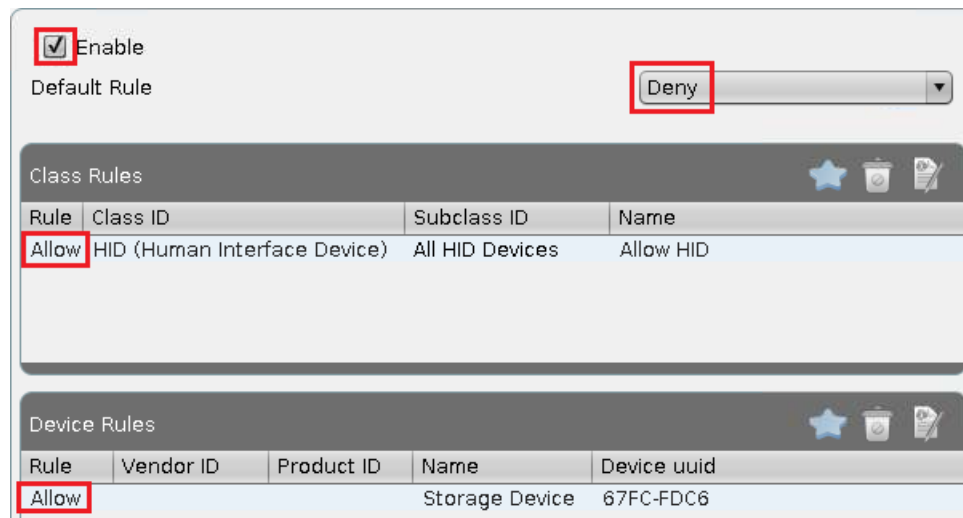 Enable
Default Rule Deny
Class Rules
Rule Class ID Subclass ID Name
Allow HID (Human Interface Device) All HID Devices Allow HID
Device Rules
Rule Vendor ID Product ID Name Device uuid
Allow Storage Device 67FC-FDC6